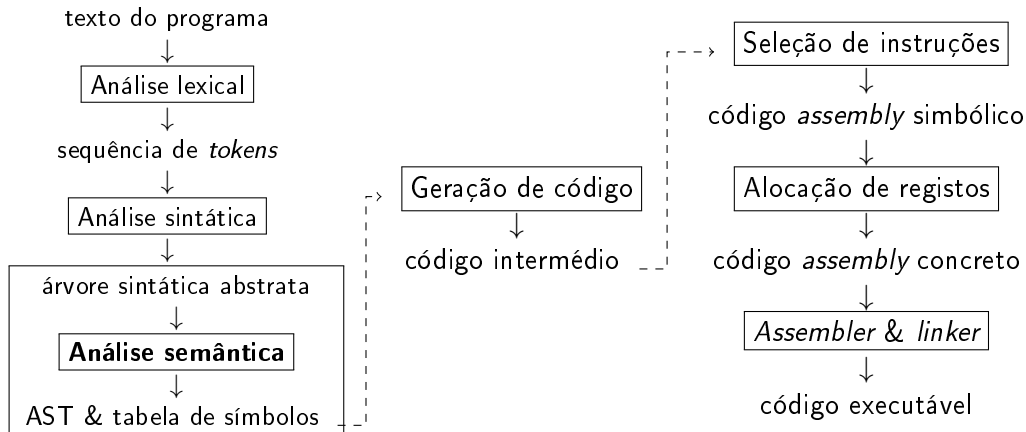 texto do programa
Análise lexical
sequência de tokens
Análise sintática
árvore sintática abstrata
Análise semântica
AST & tabela de símbolos
Geração de código
código intermédio
Seleção de instruções
código assembly simbólico
Alocação de registos
código assembly concreto
Assembler & linker
código executável